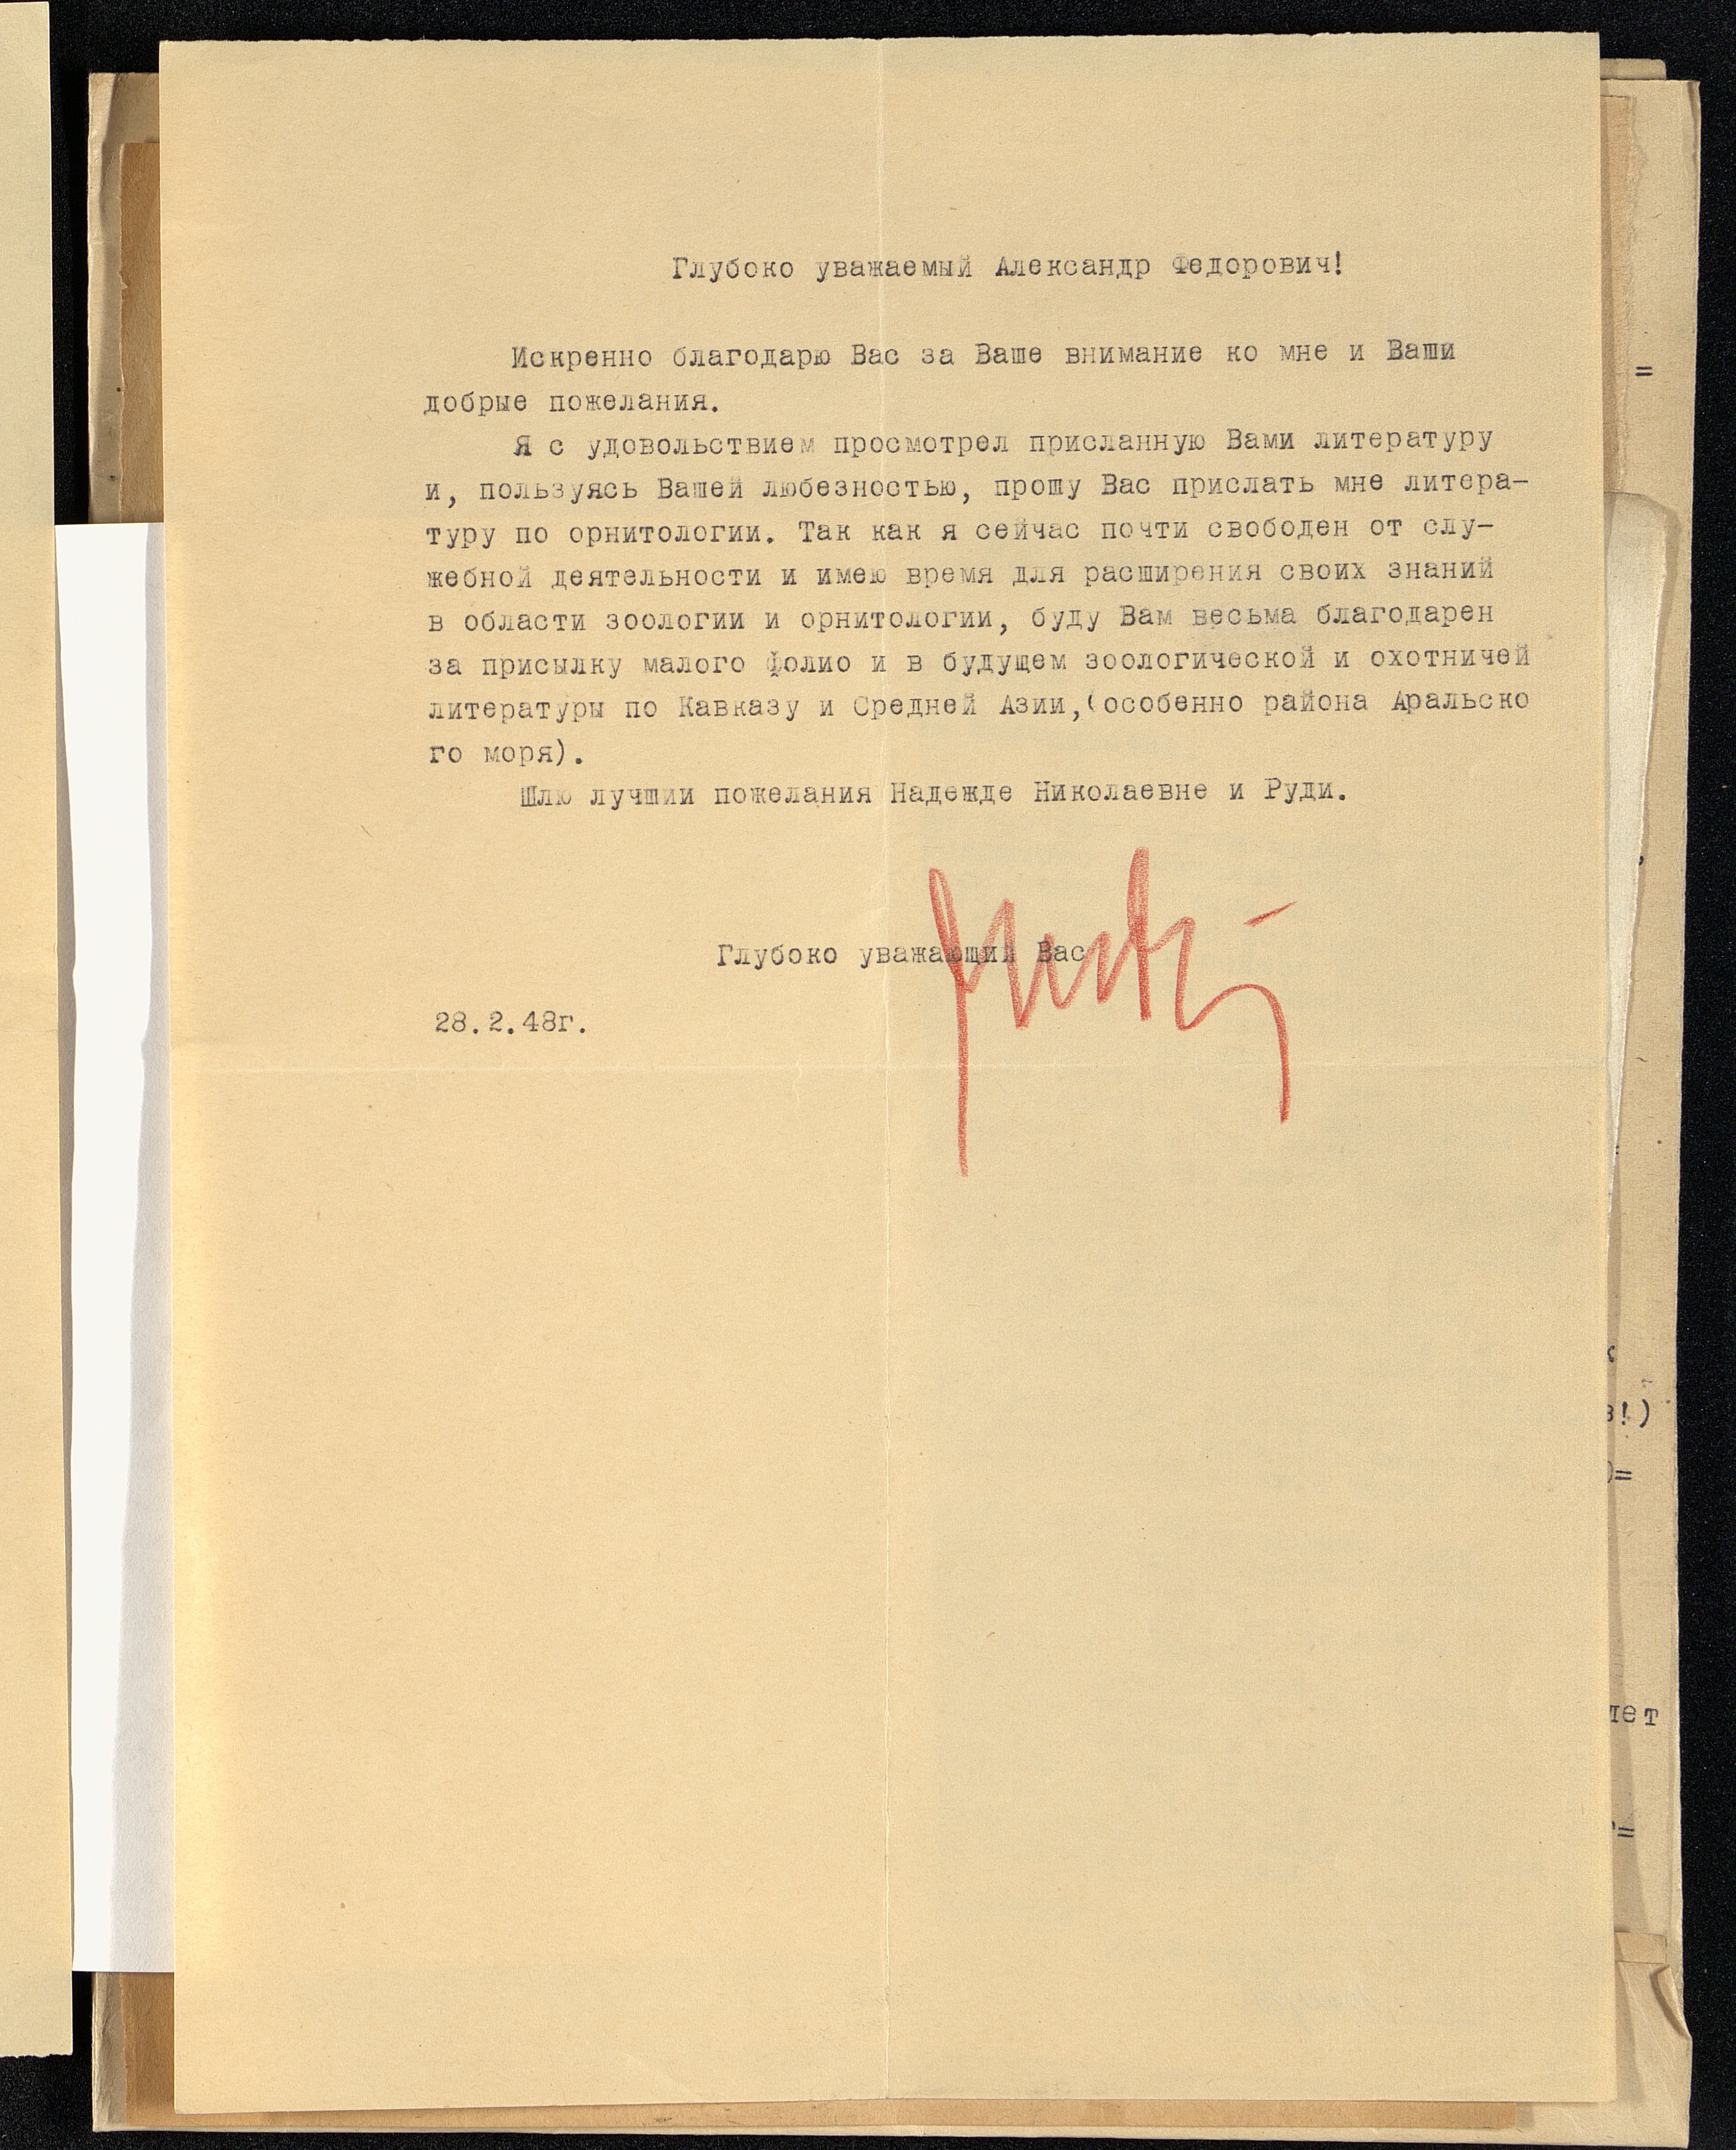 Глубоко уважаемый Александр Федорович!
Искренно благодарю Вас за Ваше внимание ко мне и Ваши
добрые пожелания.
Я с удовольствием просмотрел присланную Вами литературу
и, пользуясь Вашей любезностью, прошу Вас прислать мне литера-
туру по орнитологии. Так как я сейчас почти свободен от слу-
жебной деятельности и имею время для расширения своих знаний
в области зоологии и орнитологии, буду Вам весьма благодарен
за присылку малого фолио и в будущем зоологической и охотничей
литературы по Кавказу и Средней Азии,(особенно района Аральско
го моря).
Шлю лучшии пожелания Надежде Николаевне и Руди.
Глубоко уважающий Вас
28.2.48г.
=
в!)
=
лет
=